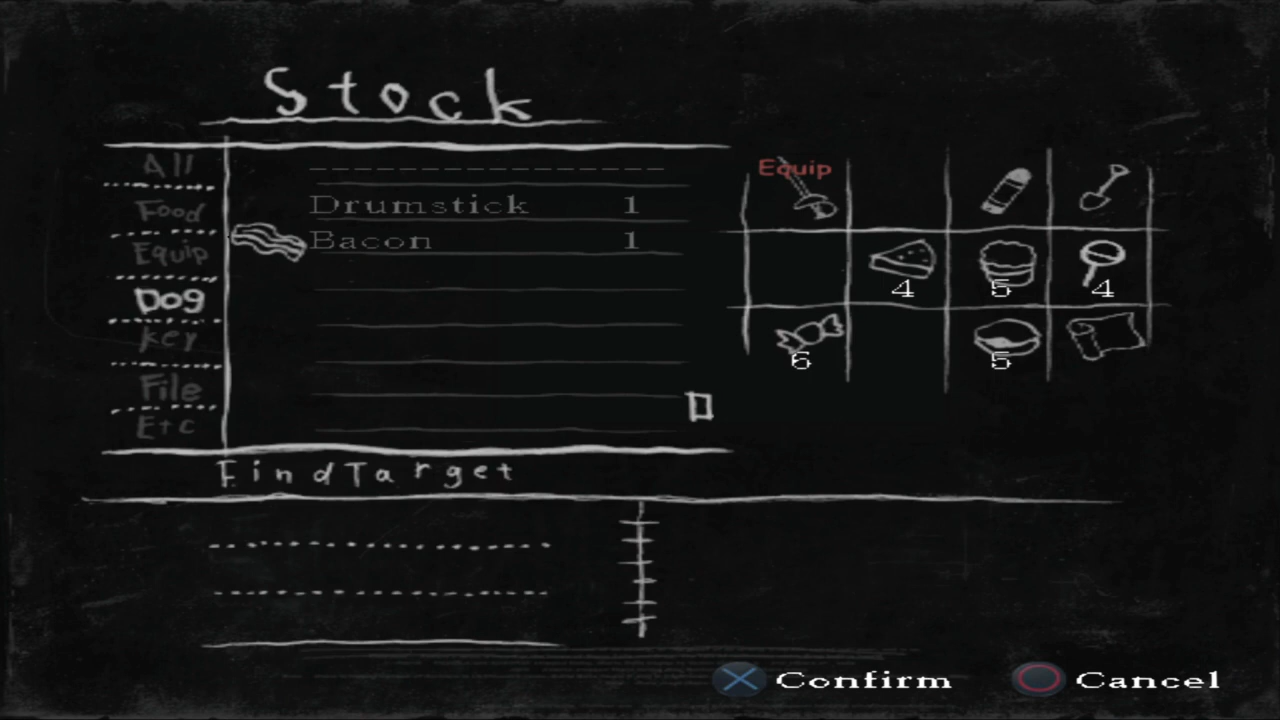 Stock
All
Food
Equip
Dog
Key
File
Etc
Drumstick 1
Bacon 1
Equip
4 5 4
6 5
FindTarget
Confirm Cancel